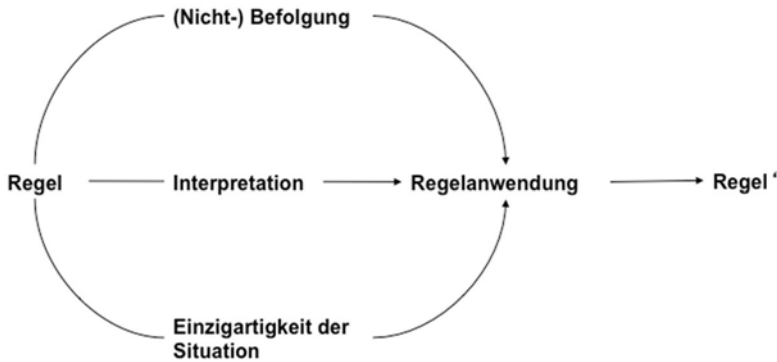 (Nicht-) Befolgung
Regel Interpretation Regelanwendung Regel‘
Einzigartigkeit der
Situation